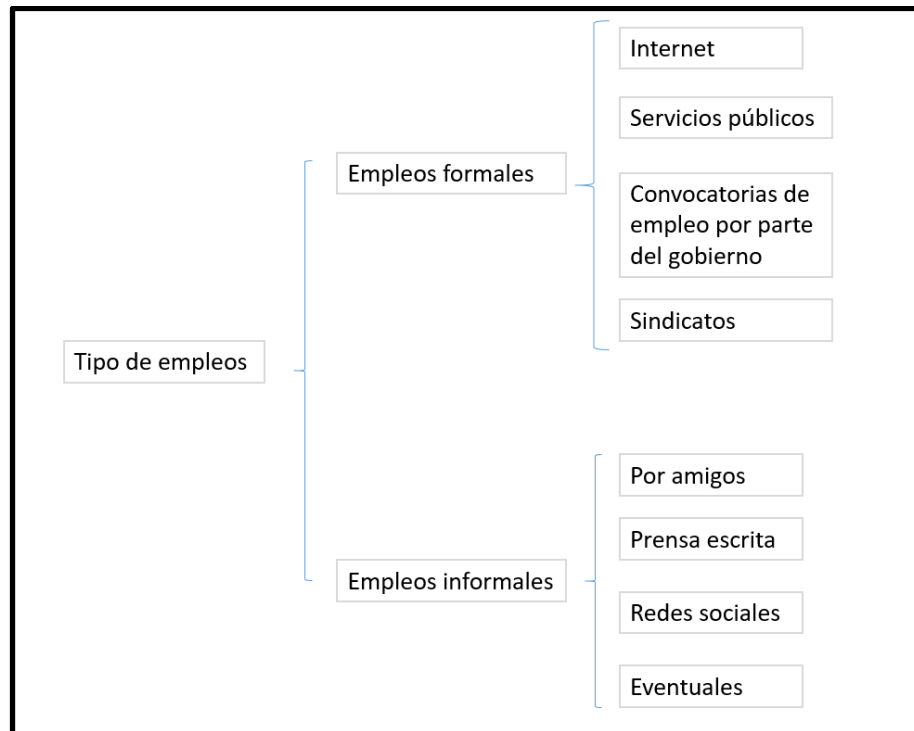 Tipo de empleos
Empleos formales
Internet
Servicios públicos
Convocatorias de
empleo por parte
del gobierno
Sindicatos
Empleos informales
Por amigos
Prensa escrita
Redes sociales
Eventuales